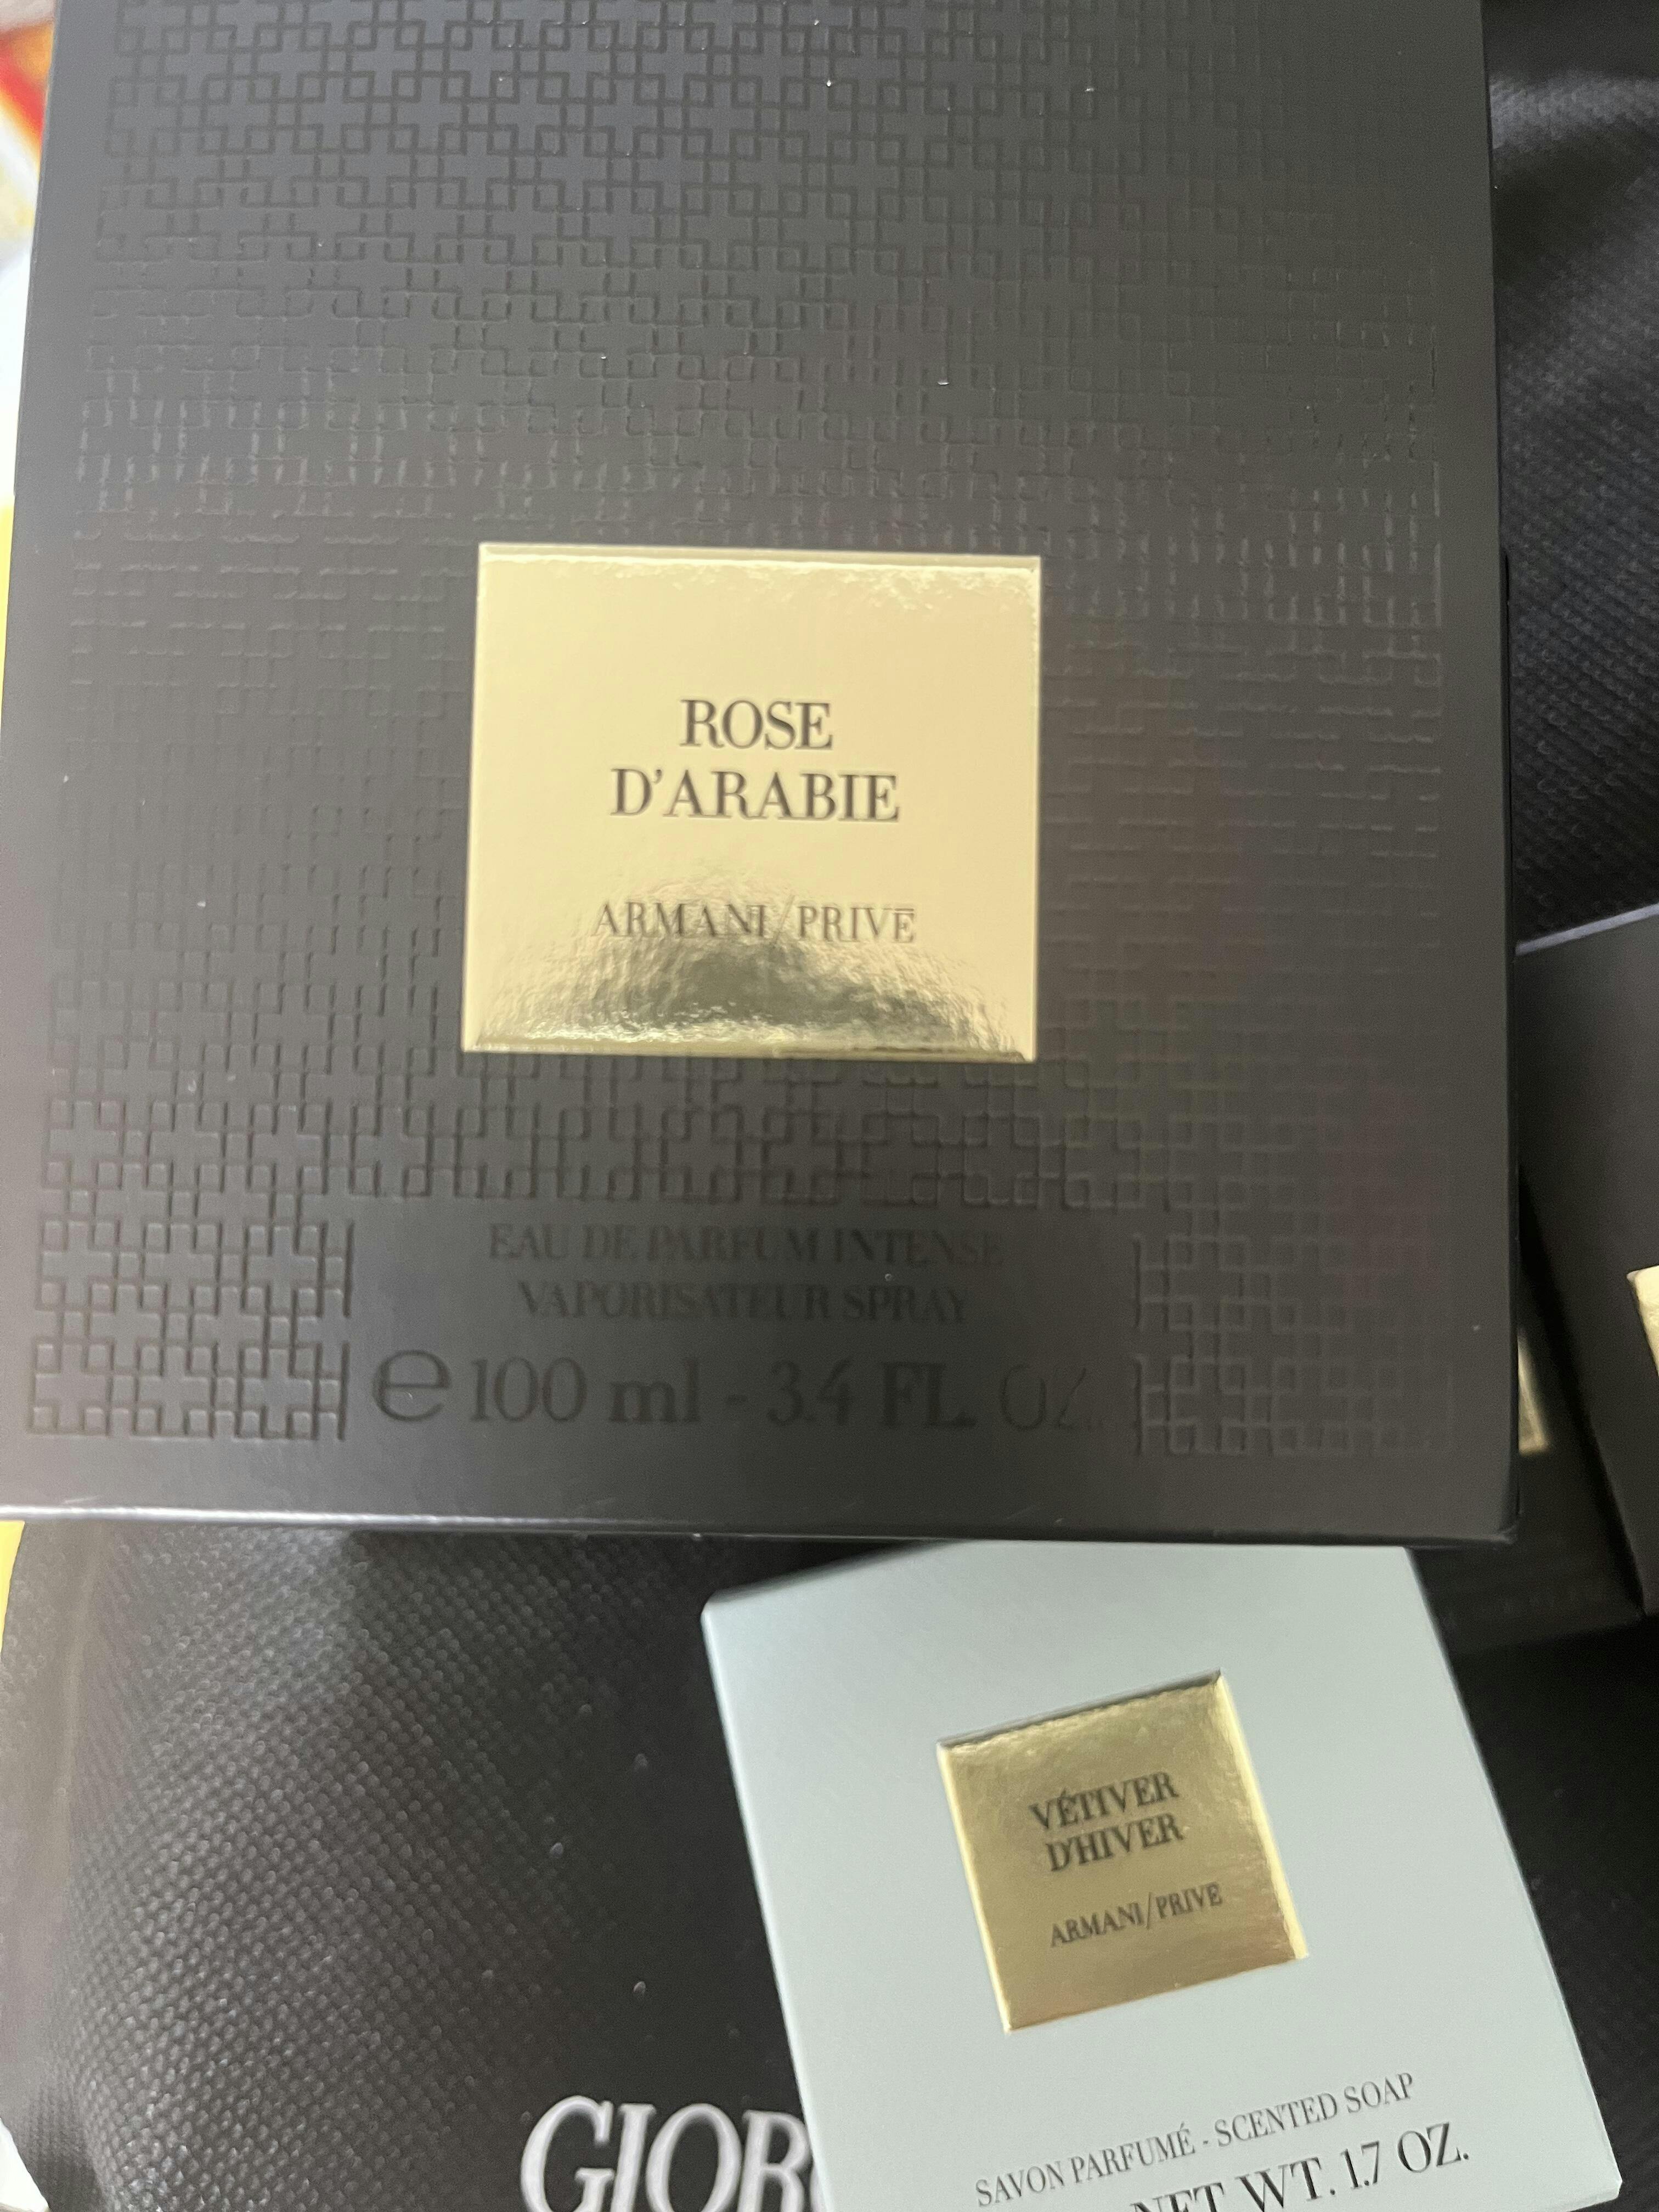 ROSE
D'ARABIE
ARMANI/PRIVĒ
EAU DE PARFUM INTENSE
VAPORISATEUR SPRAY
℮ 100 ml - 3.4 FL. OZ.
VÉTIVER
D'HIVER
ARMANI/PRIVE
SAVON PARFUMÉ - SCENTED SOAP
NET WT. 1.7 OZ.